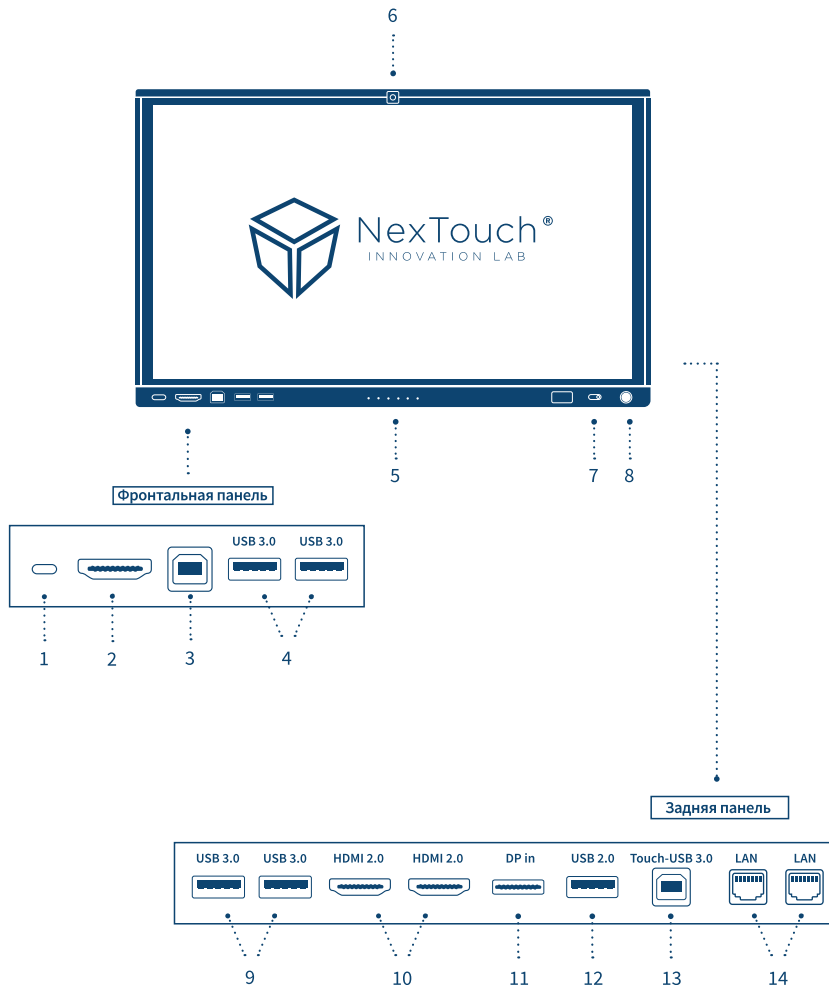 6
NexTouch®
INNOVATION LAB
5
7
8
Фронтальная панель
USB 3.0 USB 3.0
1
2
3
4
Задняя панель
USB 3.0 USB 3.0 HDMI 2.0 HDMI 2.0 DP in USB 2.0 Touch-USB 3.0 LAN LAN
9 10 11 12 13 14